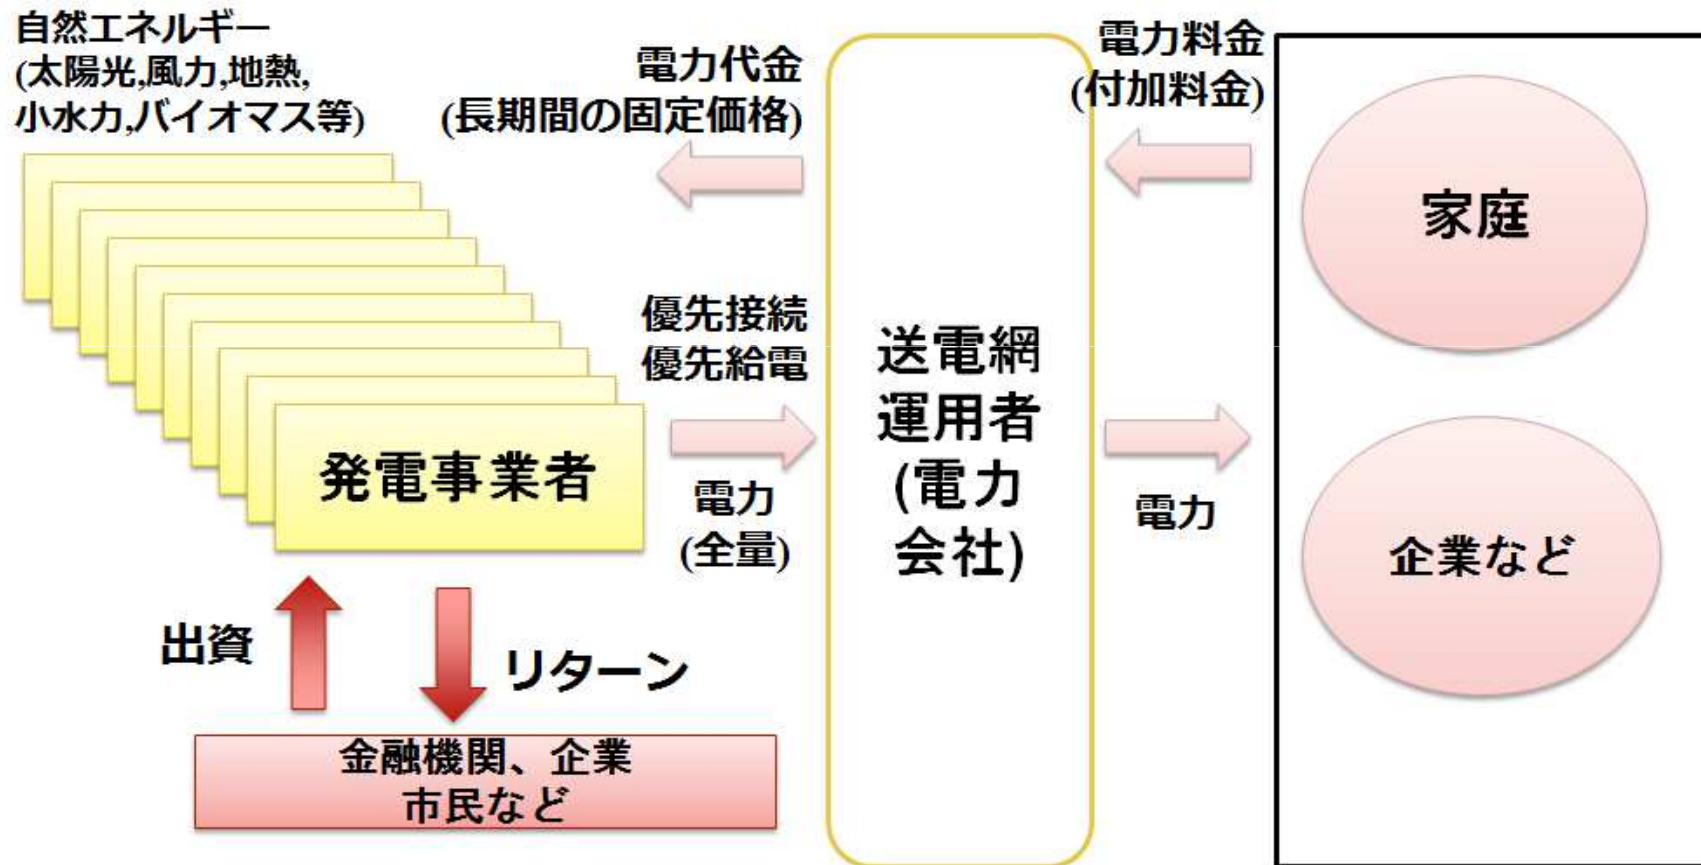 自然エネルギー
(太陽光,風力,地熱,
小水力,バイオマス等)
電力代金
(長期間の固定価格)
電力料金
(付加料金)
発電事業者
優先接続
優先給電
電力
(全量)
送電網
運用者
(電力
会社)
電力
家庭
企業など
出資
リターン
金融機関、企業
市民など